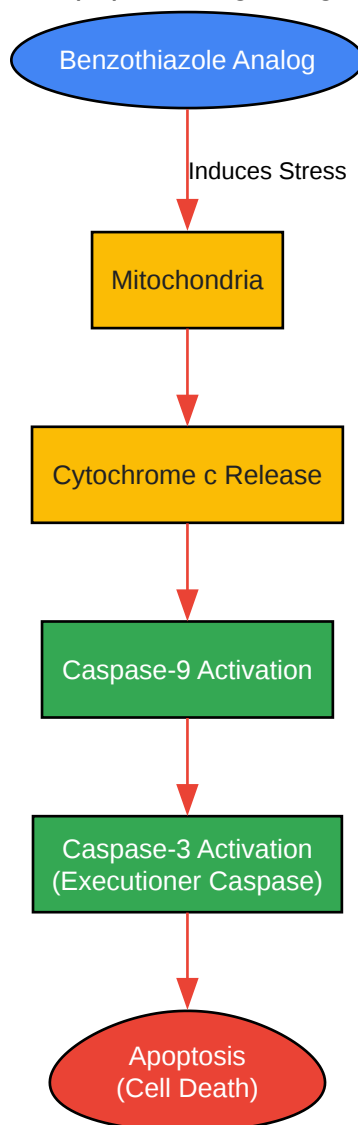 Benzothiazole Analog
Induces Stress
Mitochondria
Cytochrome c Release
Caspase-9 Activation
Caspase-3 Activation
(Executioner Caspase)
Apoptosis
(Cell Death)